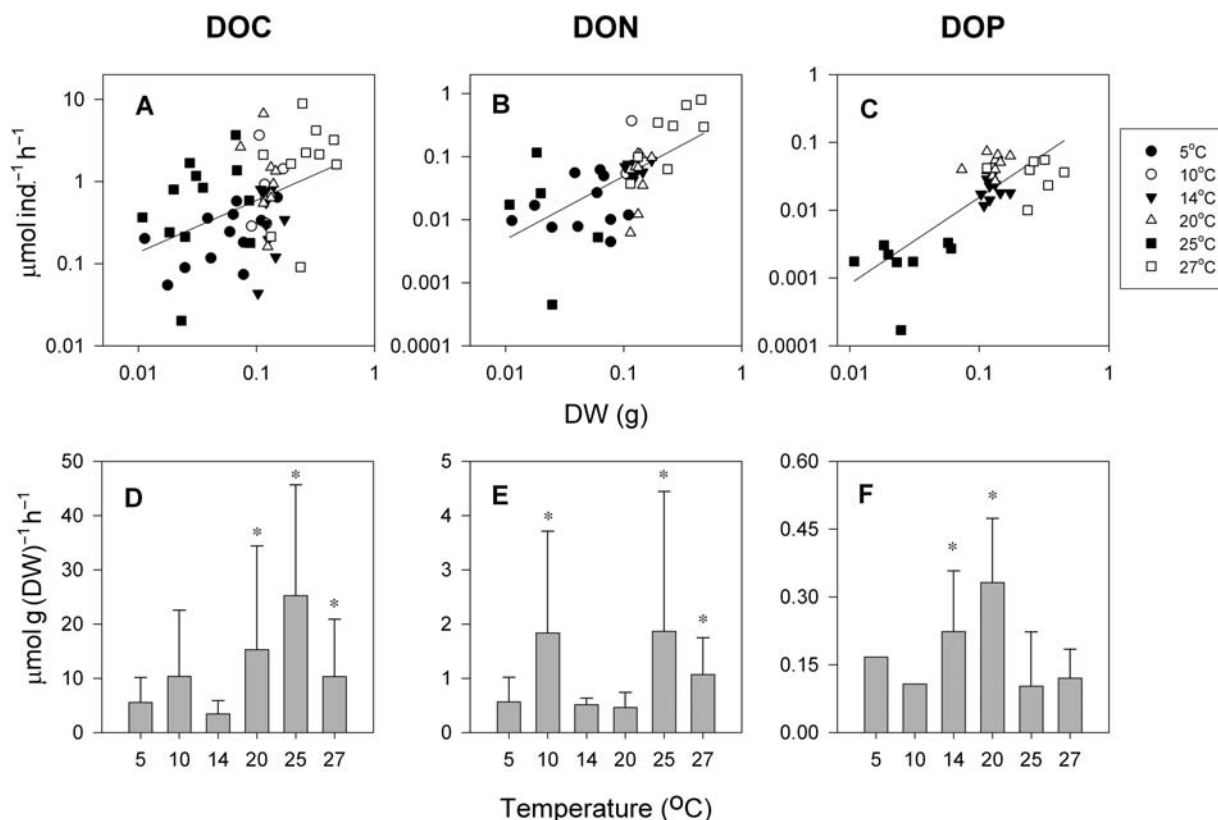 DOC
DON
DOP
μmol ind.⁻¹ h⁻¹
A
10
1
0.1
0.01
0.01
0.1
1
B
1
0.1
0.01
0.001
0.0001
0.01
0.1
1
C
1
0.1
0.01
0.001
0.0001
0.01
0.1
1
5°C
10°C
14°C
20°C
25°C
27°C
DW (g)
μmol g (DW)⁻¹ h⁻¹
D
50
40
30
20
10
0
*
*
*
5 10 14 20 25 27
E
5
4
3
2
1
0
*
*
*
5 10 14 20 25 27
F
0.60
0.45
0.30
0.15
0.00
*
*
5 10 14 20 25 27
Temperature (°C)